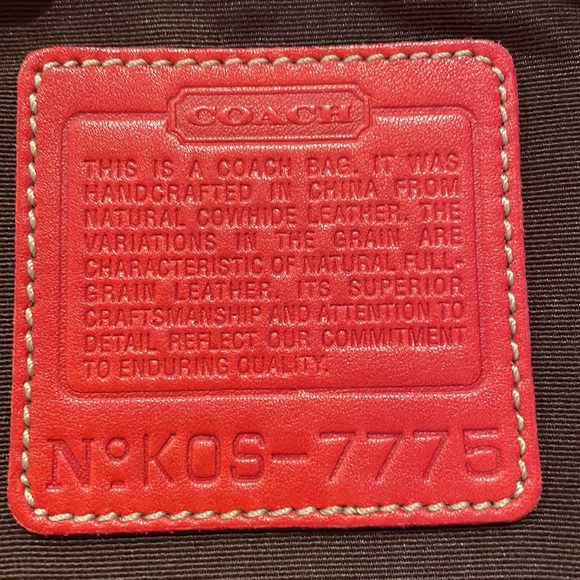 COACH
THIS IS A COACH BAG. IT WAS
HANDCRAFTED IN CHINA FROM
NATURAL COWHIDE LEATHER. THE
VARIATIONS IN THE GRAIN ARE
CHARACTERISTIC OF NATURAL FULL-
GRAIN LEATHER. ITS SUPERIOR
CRAFTSMANSHIP AND ATTENTION TO
DETAIL REFLECT OUR COMMITMENT
TO ENDURING QUALITY.
Nº KOS-7775